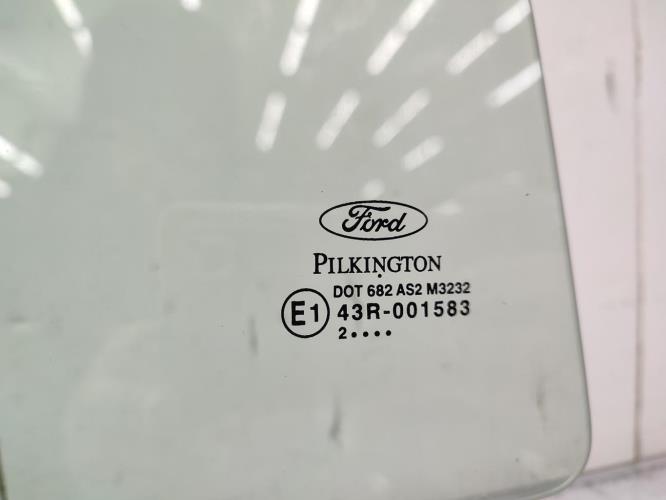 Ford
PILKINGTON
DOT 682 AS2 M3232
E1 43R-001583
2••••